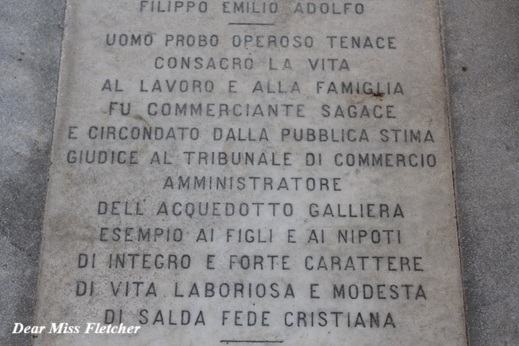 FILIPPO EMILIO ADOLFO
UOMO PROBO OPEROSO TENACE
CONSACRÒ LA VITA
AL LAVORO E ALLA FAMIGLIA
FU COMMERCIANTE SAGACE
E CIRCONDATO DALLA PUBBLICA STIMA
GIUDICE AL TRIBUNALE DI COMMERCIO
AMMINISTRATORE
DELL'ACQUEDOTTO GALLIERA
ESEMPIO AI FIGLI E AI NIPOTI
DI INTEGRO E FORTE CARATTERE
DI VITA LABORIOSA E MODESTA
DI SALDA FEDE CRISTIANA
Dear Miss Fletcher